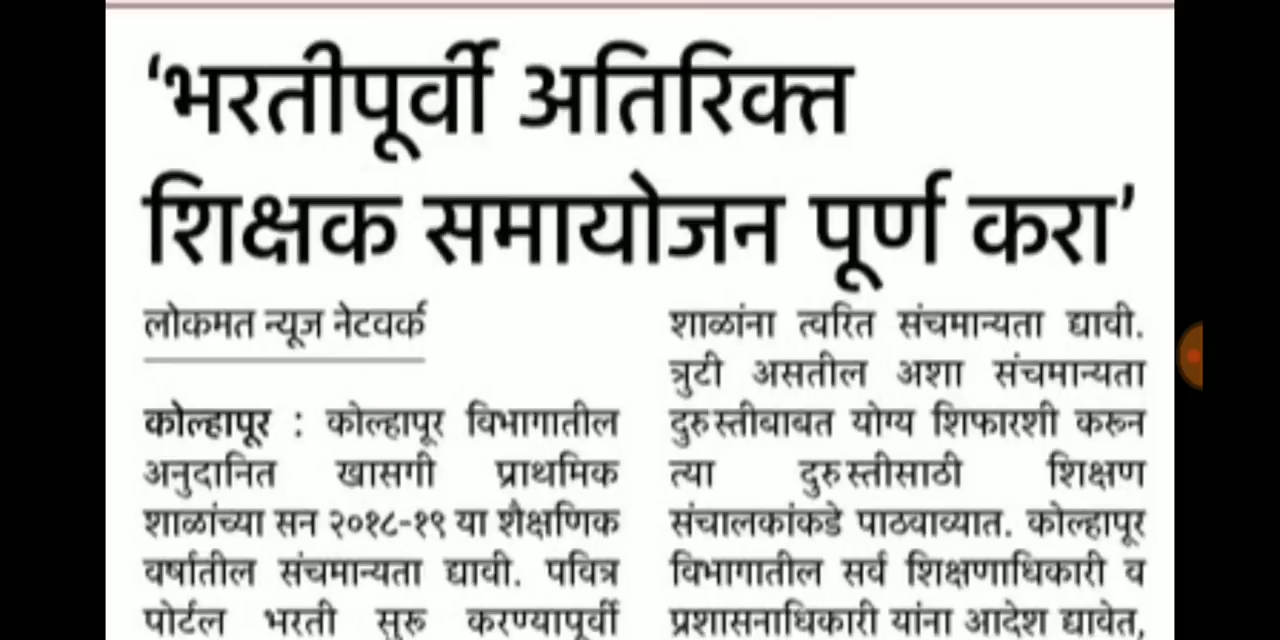 ‘भरतीपूर्वी अतिरिक्त
शिक्षक समायोजन पूर्ण करा’
लोकमत न्यूज नेटवर्क
कोल्हापूर : कोल्हापूर विभागातील
अनुदानित खासगी प्राथमिक
शाळांच्या सन २०१८-१९ या शैक्षणिक
वर्षातील संचमान्यता द्यावी. पवित्र
पोर्टल भरती सुरू करण्यापूर्वी
शाळांना त्वरित संचमान्यता द्यावी.
त्रुटी असतील अशा संचमान्यता
दुरुस्तीबाबत योग्य शिफारशी करून
त्या दुरुस्तीसाठी शिक्षण
संचालकांकडे पाठवाव्यात. कोल्हापूर
विभागातील सर्व शिक्षणाधिकारी व
प्रशासनाधिकारी यांना आदेश द्यावेत,